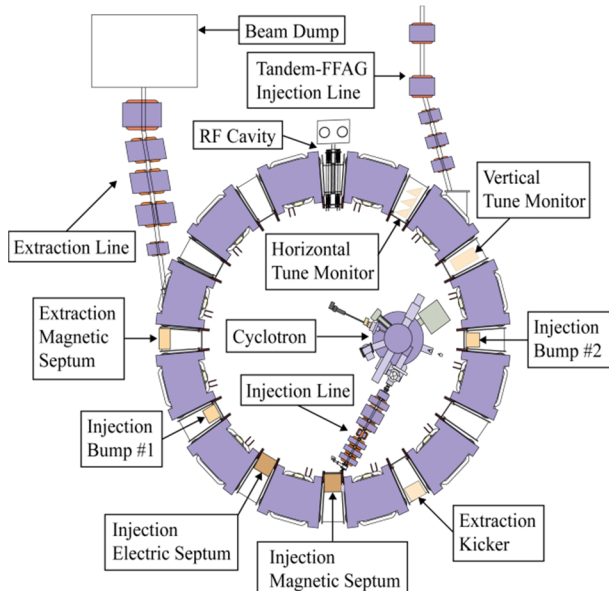 Beam Dump
Tandem-FFAG
Injection Line
RF Cavity
Vertical
Tune Monitor
Extraction Line
Horizontal
Tune Monitor
Extraction
Magnetic
Septum
Cyclotron
Injection
Bump #2
Injection Line
Injection
Bump #1
Injection
Electric Septum
Injection
Magnetic Septum
Extraction
Kicker